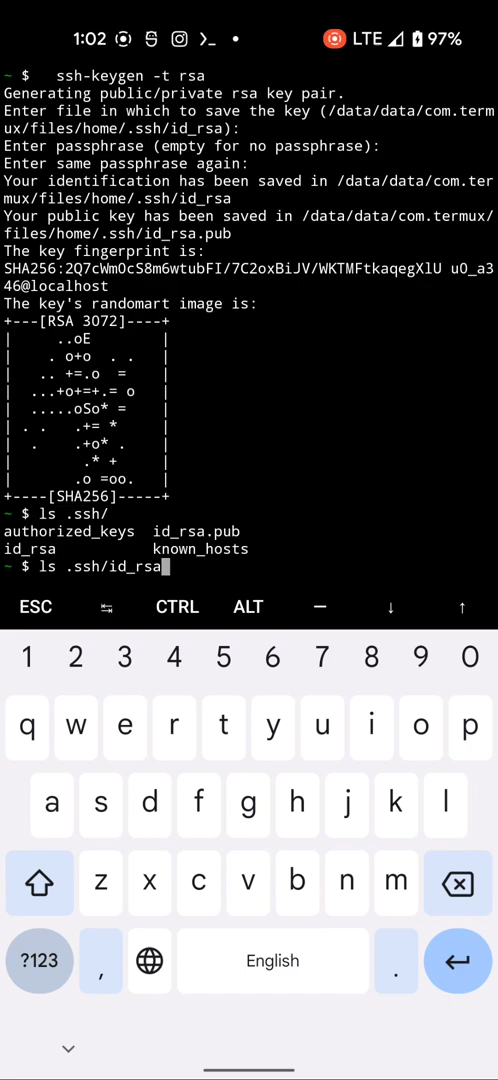 1:02 LTE 97%
~ $   ssh-keygen -t rsa
Generating public/private rsa key pair.
Enter file in which to save the key (/data/data/com.term
ux/files/home/.ssh/id_rsa):
Enter passphrase (empty for no passphrase):
Enter same passphrase again:
Your identification has been saved in /data/data/com.ter
mux/files/home/.ssh/id_rsa
Your public key has been saved in /data/data/com.termux/
files/home/.ssh/id_rsa.pub
The key fingerprint is:
SHA256:2Q7cWmOcS8m6wtubFI/7C2oxBiJV/WKTMFtkaqegXlU u0_a3
46@localhost
The key's randomart image is:
+---[RSA 3072]----+
|      ..oE       |
|     . o+o  . .  |
|    .. +=.o  =   |
|   ...+o+=+.= o  |
|   .....oSo* =   |
| . .   .+= *     |
|  .    .+o* .    |
|        .* +     |
|       .o =oo.   |
+----[SHA256]-----+
~ $ ls .ssh/
authorized_keys  id_rsa.pub
id_rsa           known_hosts
~ $ ls .ssh/id_rsa
ESC ↹ CTRL ALT — ↓ ↑
1 2 3 4 5 6 7 8 9 0
q w e r t y u i o p
a s d f g h j k l
z x c v b n m
?123 , English .